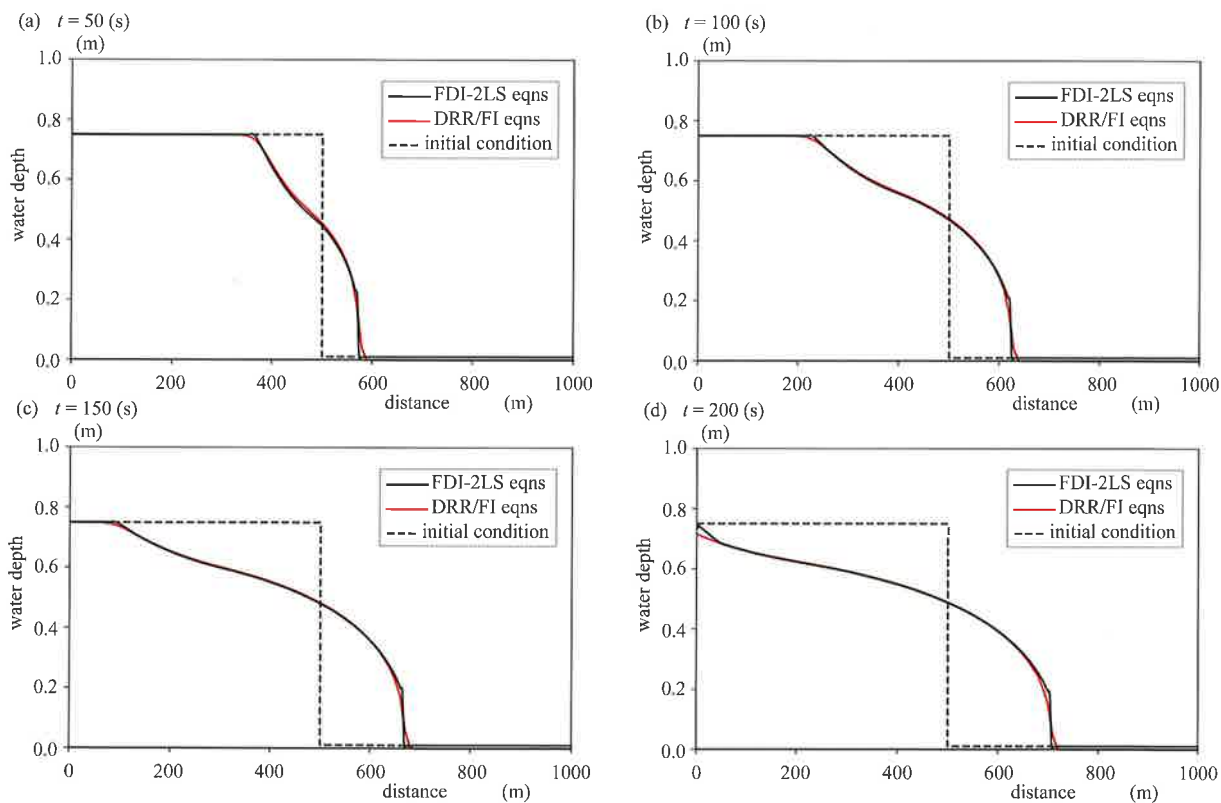 (a) t = 50 (s)
(m)
1.0
0.8
0.6
0.4
0.2
0.0
water depth
FDI-2LS eqns
DRR/FI eqns
initial condition
0 200 400 600 800 1000
distance (m)
(b) t = 100 (s)
(m)
1.0
0.8
0.6
0.4
0.2
0.0
water depth
FDI-2LS eqns
DRR/FI eqns
initial condition
0 200 400 600 800 1000
distance (m)
(c) t = 150 (s)
(m)
1.0
0.8
0.6
0.4
0.2
0.0
water depth
FDI-2LS eqns
DRR/FI eqns
initial condition
0 200 400 600 800 1000
distance (m)
(d) t = 200 (s)
(m)
1.0
0.8
0.6
0.4
0.2
0.0
water depth
FDI-2LS eqns
DRR/FI eqns
initial condition
0 200 400 600 800 1000
distance (m)